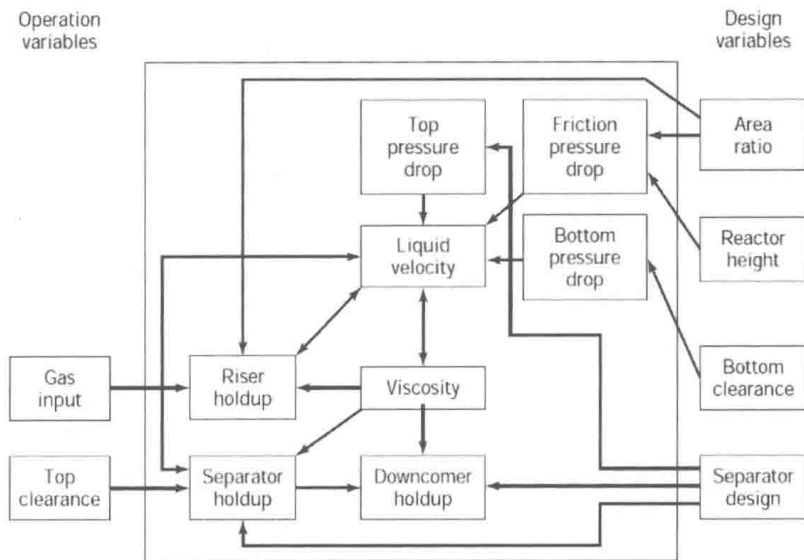 Operation
variables
Design
variables
Top
pressure
drop
Friction
pressure
drop
Area
ratio
Liquid
velocity
Bottom
pressure
drop
Reactor
height
Gas
input
Riser
holdup
Viscosity
Bottom
clearance
Top
clearance
Separator
holdup
Downcomer
holdup
Separator
design